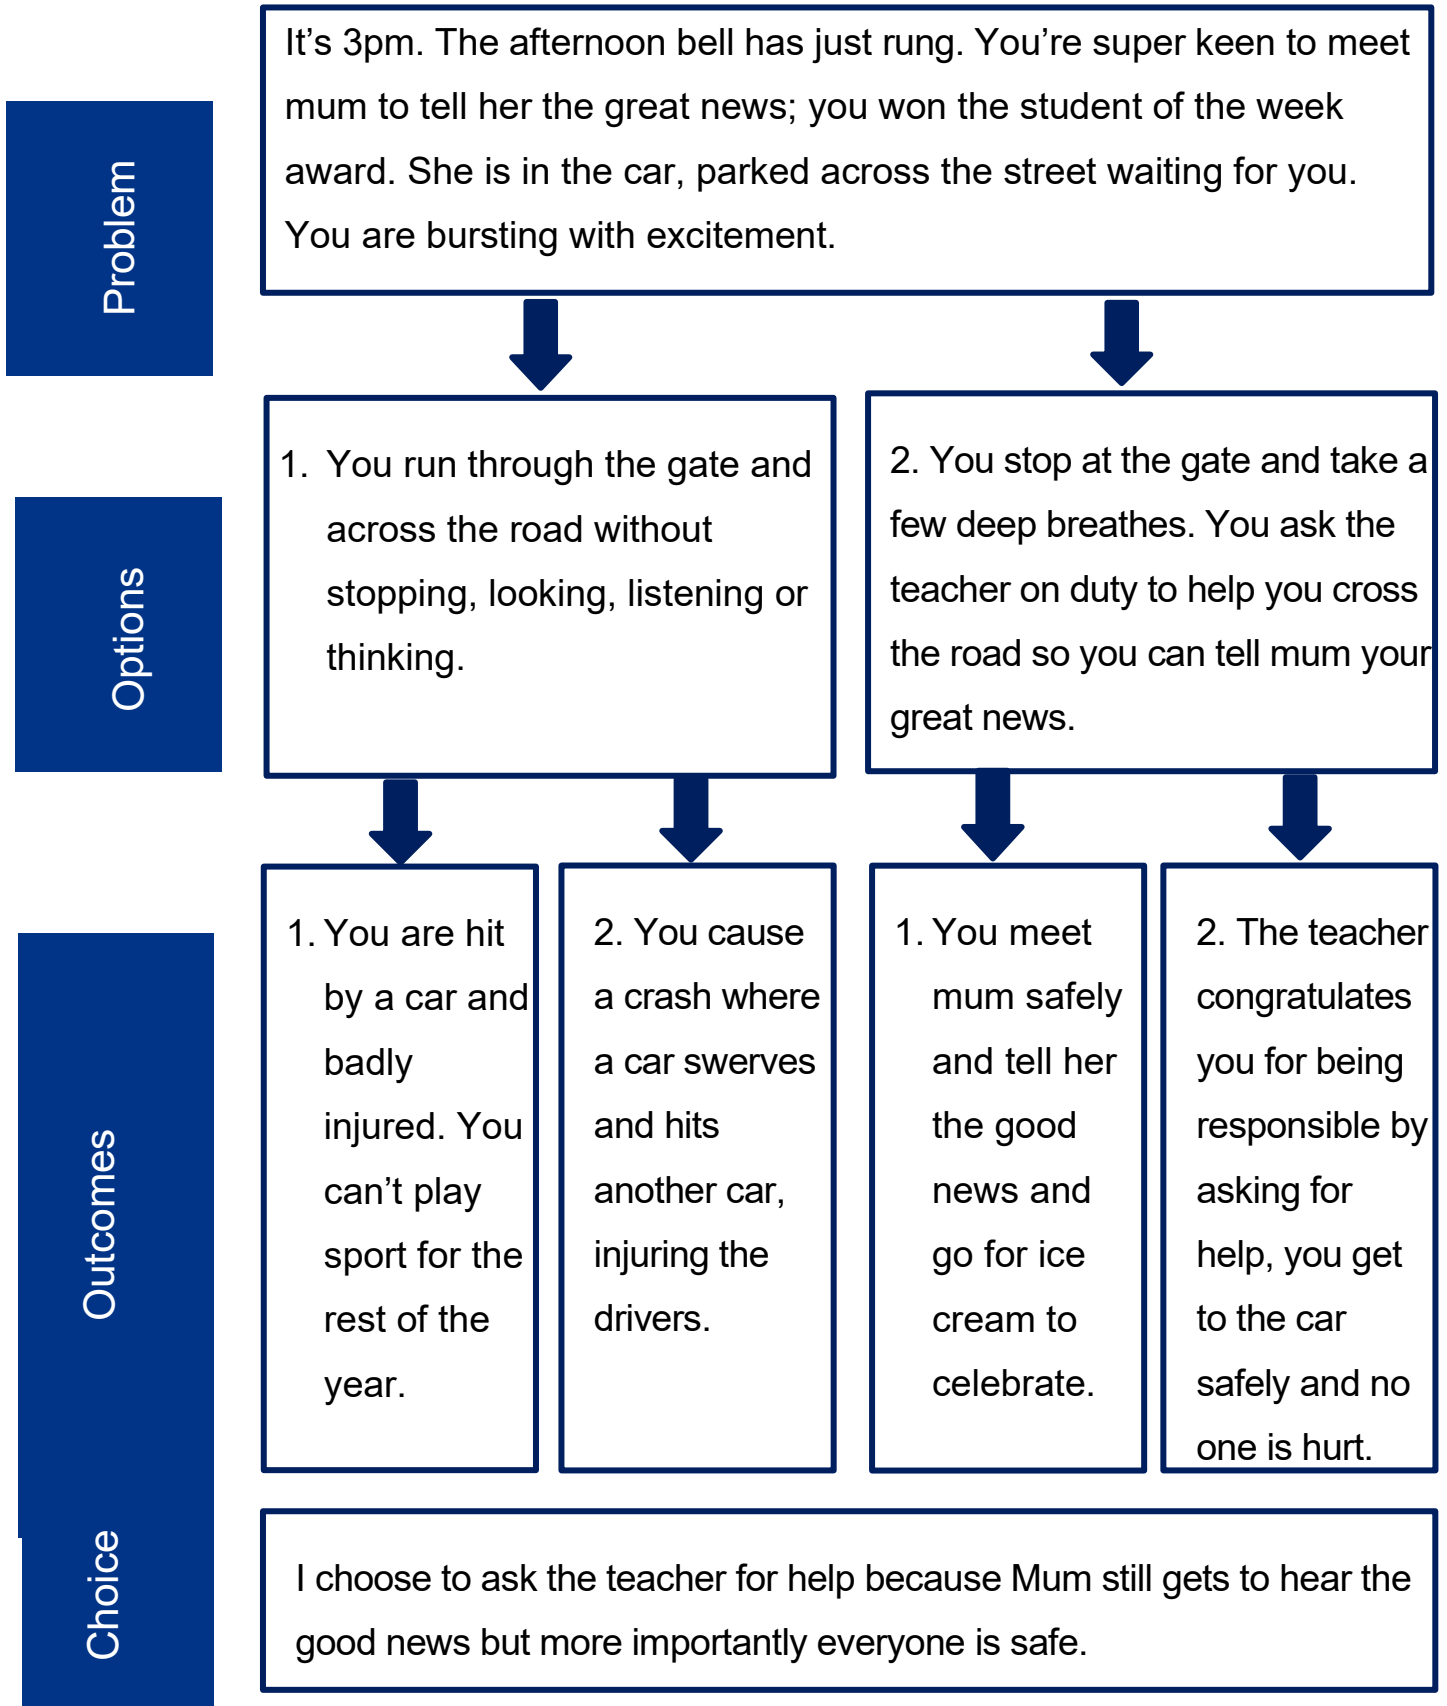 Problem
It's 3pm. The afternoon bell has just rung. You're super keen to meet
mum to tell her the great news; you won the student of the week
award. She is in the car, parked across the street waiting for you.
You are bursting with excitement.
Options
1. You run through the gate and
across the road without
stopping, looking, listening or
thinking.
2. You stop at the gate and take a
few deep breathes. You ask the
teacher on duty to help you cross
the road so you can tell mum your
great news.
Outcomes
1. You are hit
by a car and
badly
injured. You
can't play
sport for the
rest of the
year.
2. You cause
a crash where
a car swerves
and hits
another car,
injuring the
drivers.
1. You meet
mum safely
and tell her
the good
news and
go for ice
cream to
celebrate.
2. The teacher
congratulates
you for being
responsible by
asking for
help, you get
to the car
safely and no
one is hurt.
Choice
I choose to ask the teacher for help because Mum still gets to hear the
good news but more importantly everyone is safe.